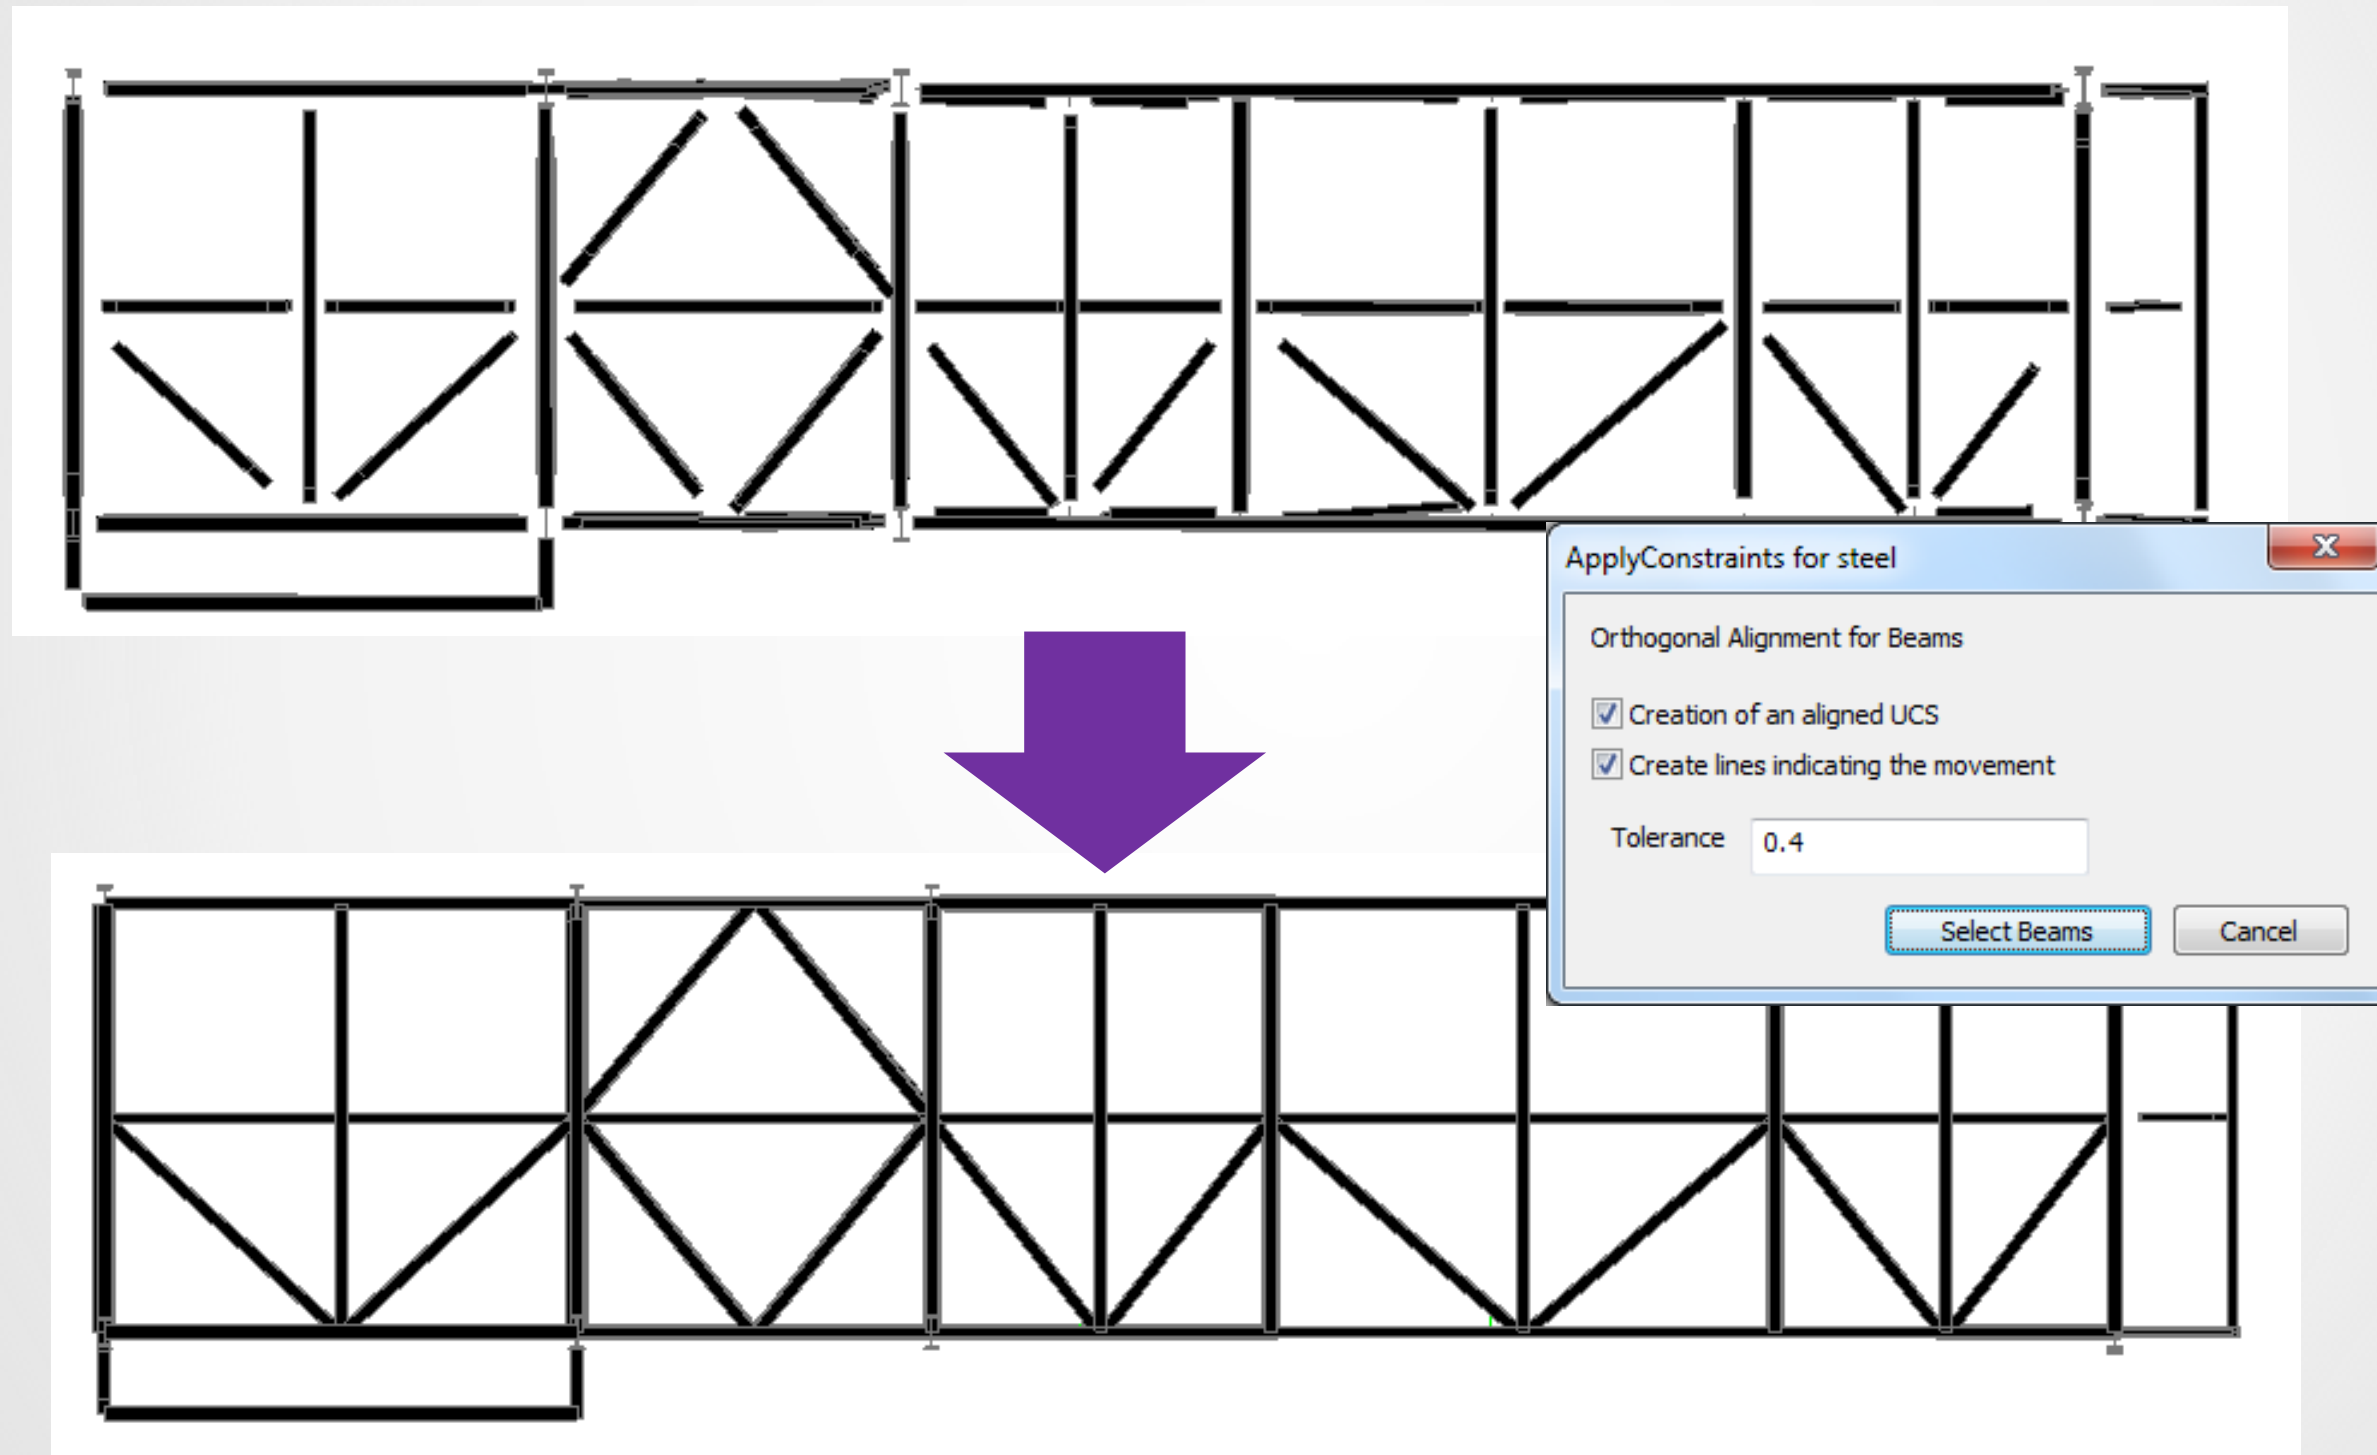 ApplyConstraints for steel
Orthogonal Alignment for Beams
Creation of an aligned UCS
Create lines indicating the movement
Tolerance 0.4
Select Beams Cancel